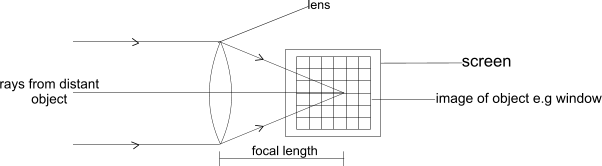 lens
screen
rays from distant
object
image of object e.g window
focal length